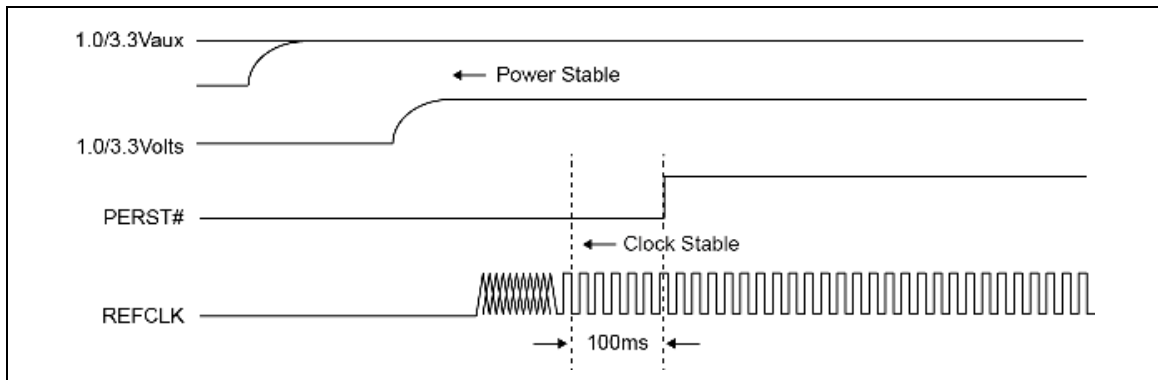 1.0/3.3Vaux
← Power Stable
1.0/3.3Volts
PERST#
← Clock Stable
REFCLK
100ms